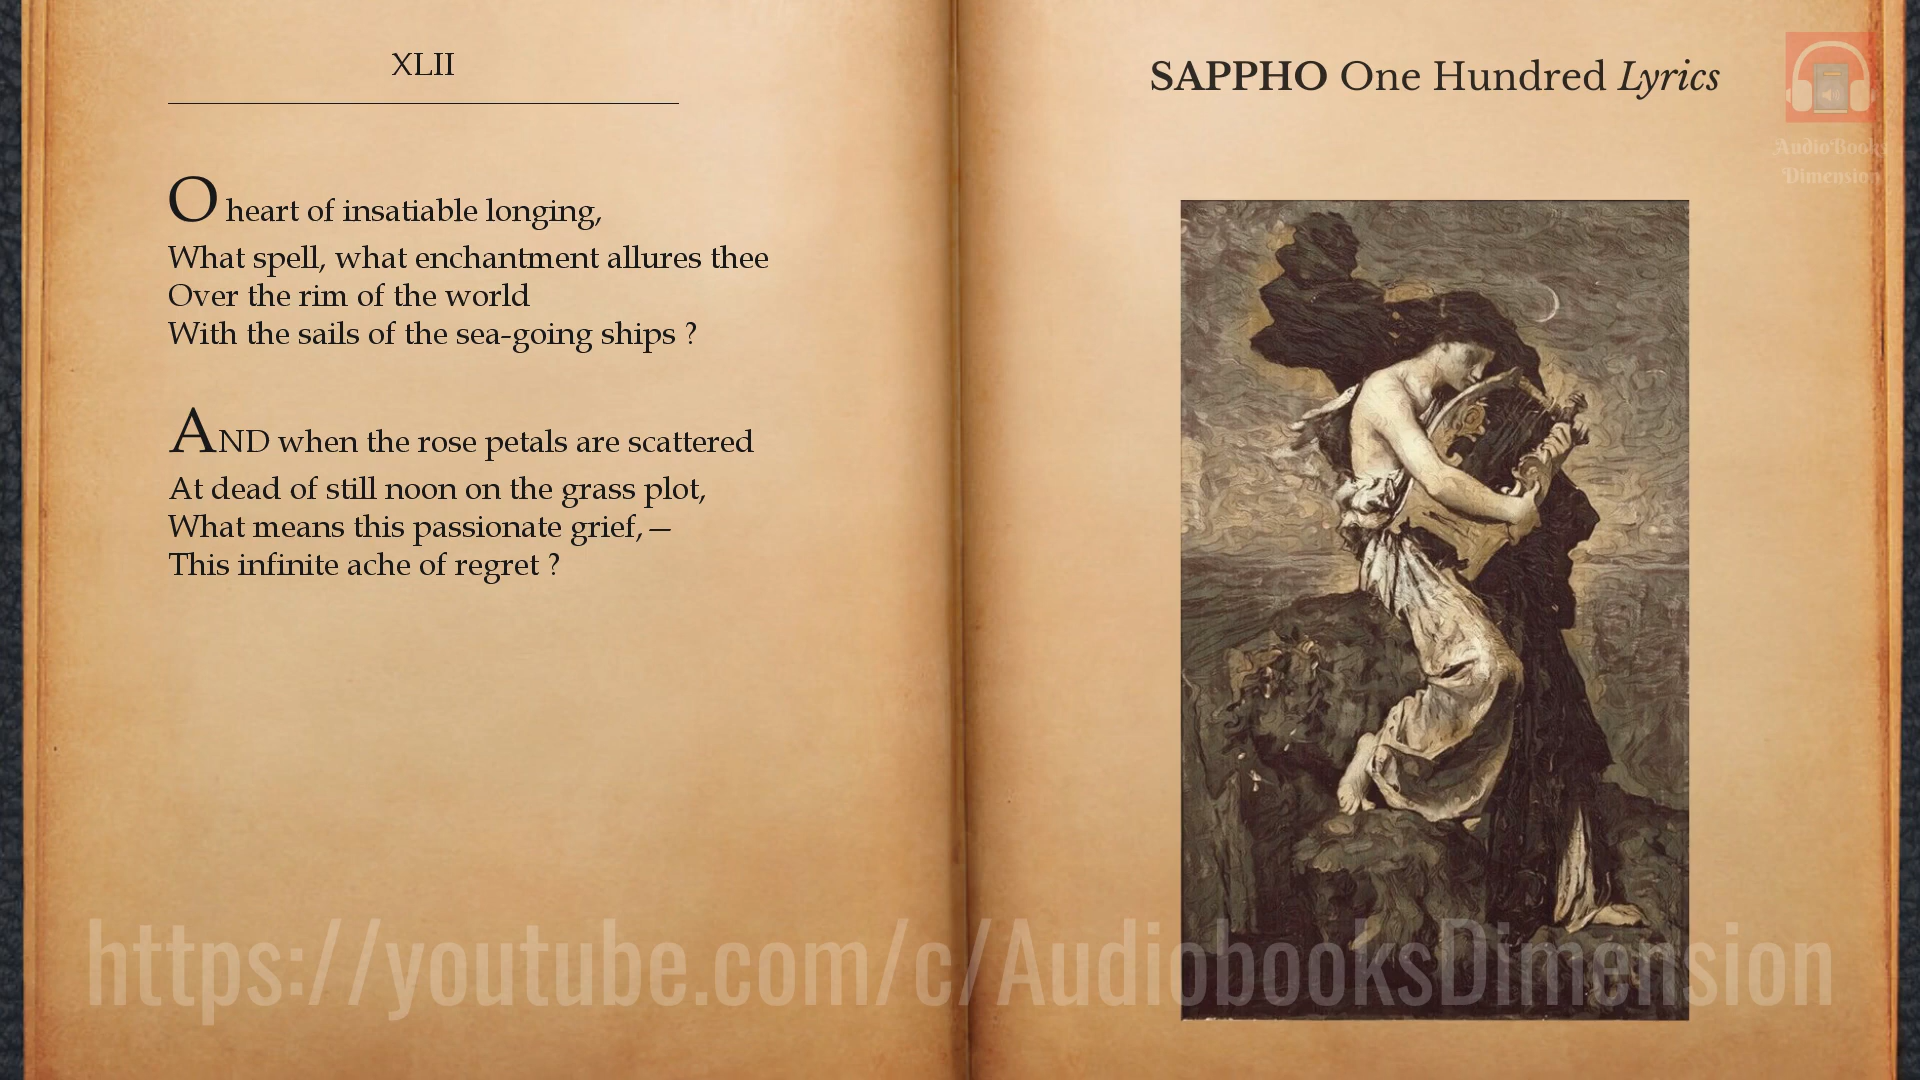 XLII
O heart of insatiable longing,
What spell, what enchantment allures thee
Over the rim of the world
With the sails of the sea-going ships ?
AND when the rose petals are scattered
At dead of still noon on the grass plot,
What means this passionate grief,—
This infinite ache of regret ?
SAPPHO One Hundred Lyrics
AudioBooks
Dimension
https://youtube.com/c/AudiobooksDimension